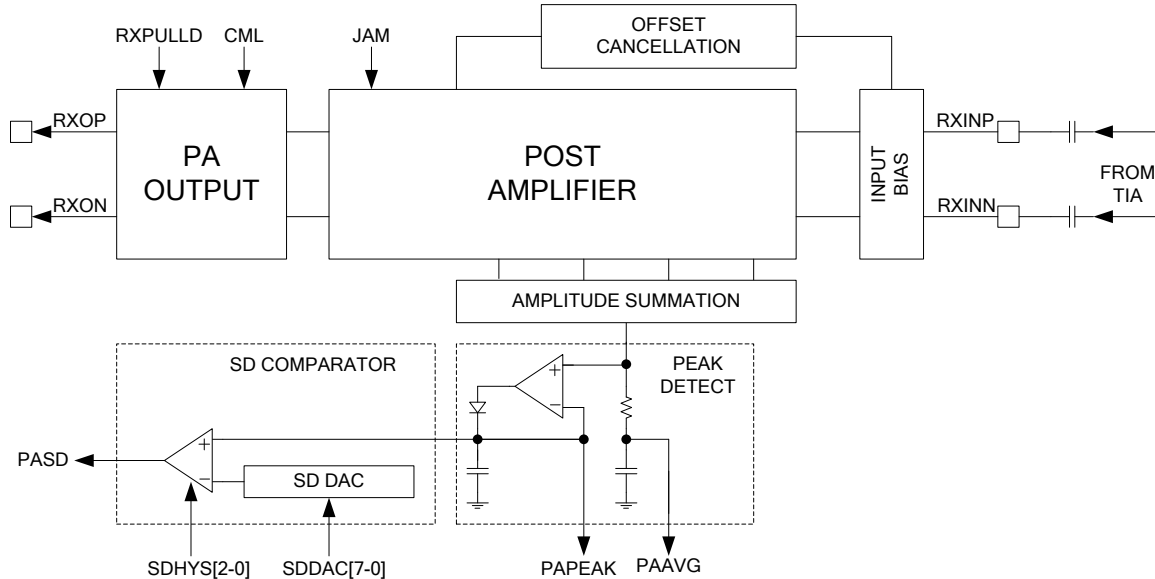 OFFSET
CANCELLATION
RXPULLD
CML
JAM
RXOP
RXON
PA
OUTPUT
POST
AMPLIFIER
INPUT
BIAS
RXINP
RXINN
FROM
TIA
AMPLITUDE SUMMATION
SD COMPARATOR
PEAK
DETECT
+
−
+
−
PASD
SD DAC
SDHYS[2-0]
SDDAC[7-0]
PAPEAK
PAAVG